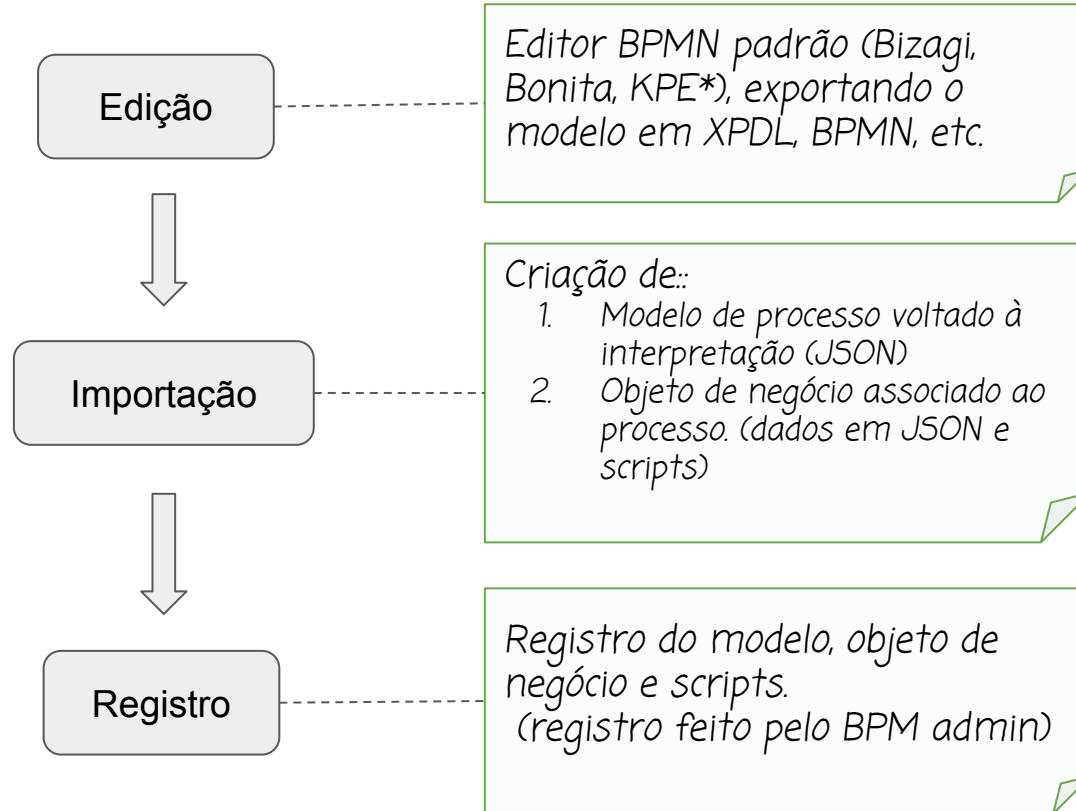 Edição
Editor BPMN padrão (Bizagi,
Bonita, KPE*), exportando o
modelo em XPDL, BPMN, etc.
Importação
Criação de::
1. Modelo de processo voltado à
interpretação (JSON)
2. Objeto de negócio associado ao
processo. (dados em JSON e
scripts)
Registro
Registro do modelo, objeto de
negócio e scripts.
(registro feito pelo BPM admin)